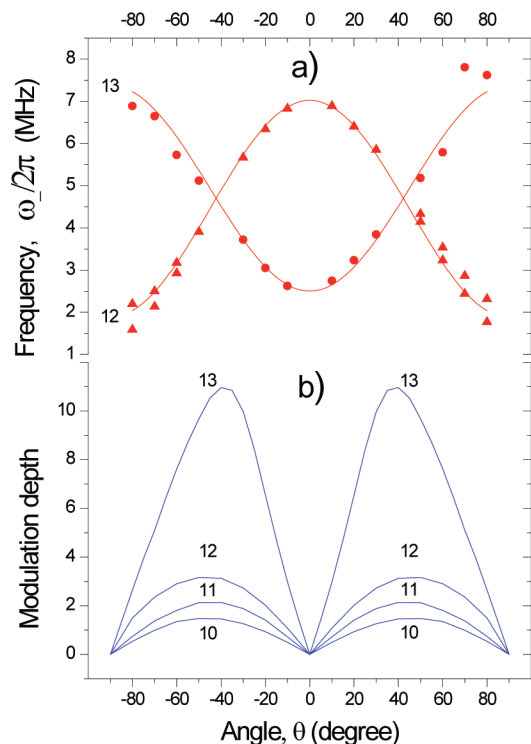 -80 -60 -40 -20 0 20 40 60 80
a)
8
7
6
5
4
3
2
1
13
12
Frequency, ω_/2π (MHz)
b)
13 13
12 12
11 11
10 10
10
8
6
4
2
0
Modulation depth
-80 -60 -40 -20 0 20 40 60 80
Angle, θ (degree)